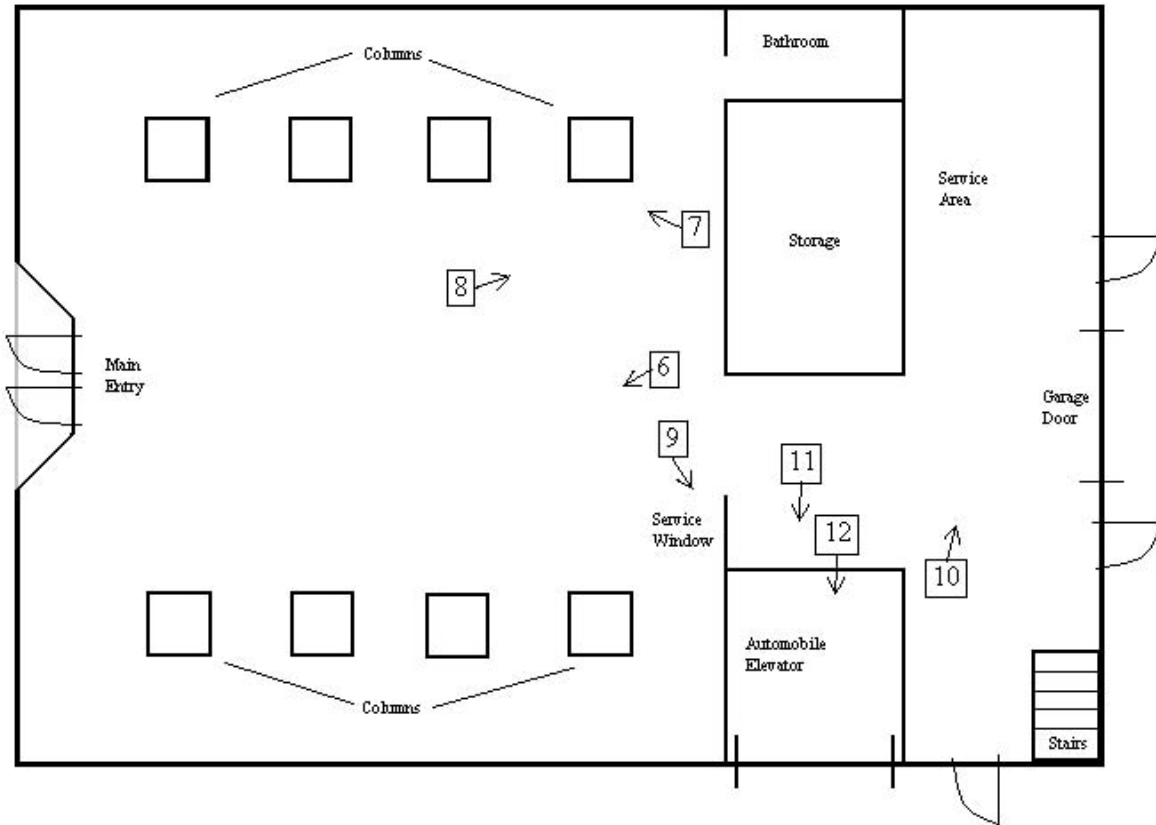 Bathroom
Columns
Service
Area
7
Storage
8
Main
Entry
6
Garage
Door
9
11
Service
Window
12
10
Automobile
Elevator
Columns
Stairs